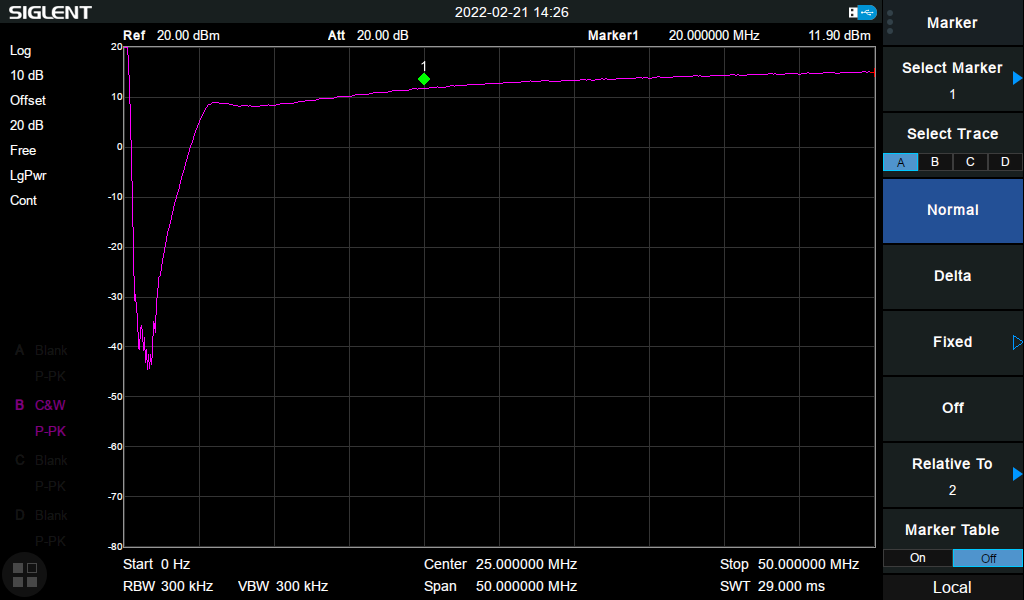 SIGLENT 2022-02-21 14:26
Ref 20.00 dBm Att 20.00 dB Marker1 20.000000 MHz 11.90 dBm
Log
10 dB
Offset
20 dB
Free
LgPwr
Cont
A Blank
P-PK
B C&W
P-PK
C Blank
P-PK
D Blank
P-PK
20
10
0
-10
-20
-30
-40
-50
-60
-70
-80
1
Start 0 Hz Center 25.000000 MHz Stop 50.000000 MHz
RBW 300 kHz VBW 300 kHz Span 50.000000 MHz SWT 29.000 ms
Marker
Select Marker
1
Select Trace
A B C D
Normal
Delta
Fixed
Off
Relative To
2
Marker Table
On Off
Local